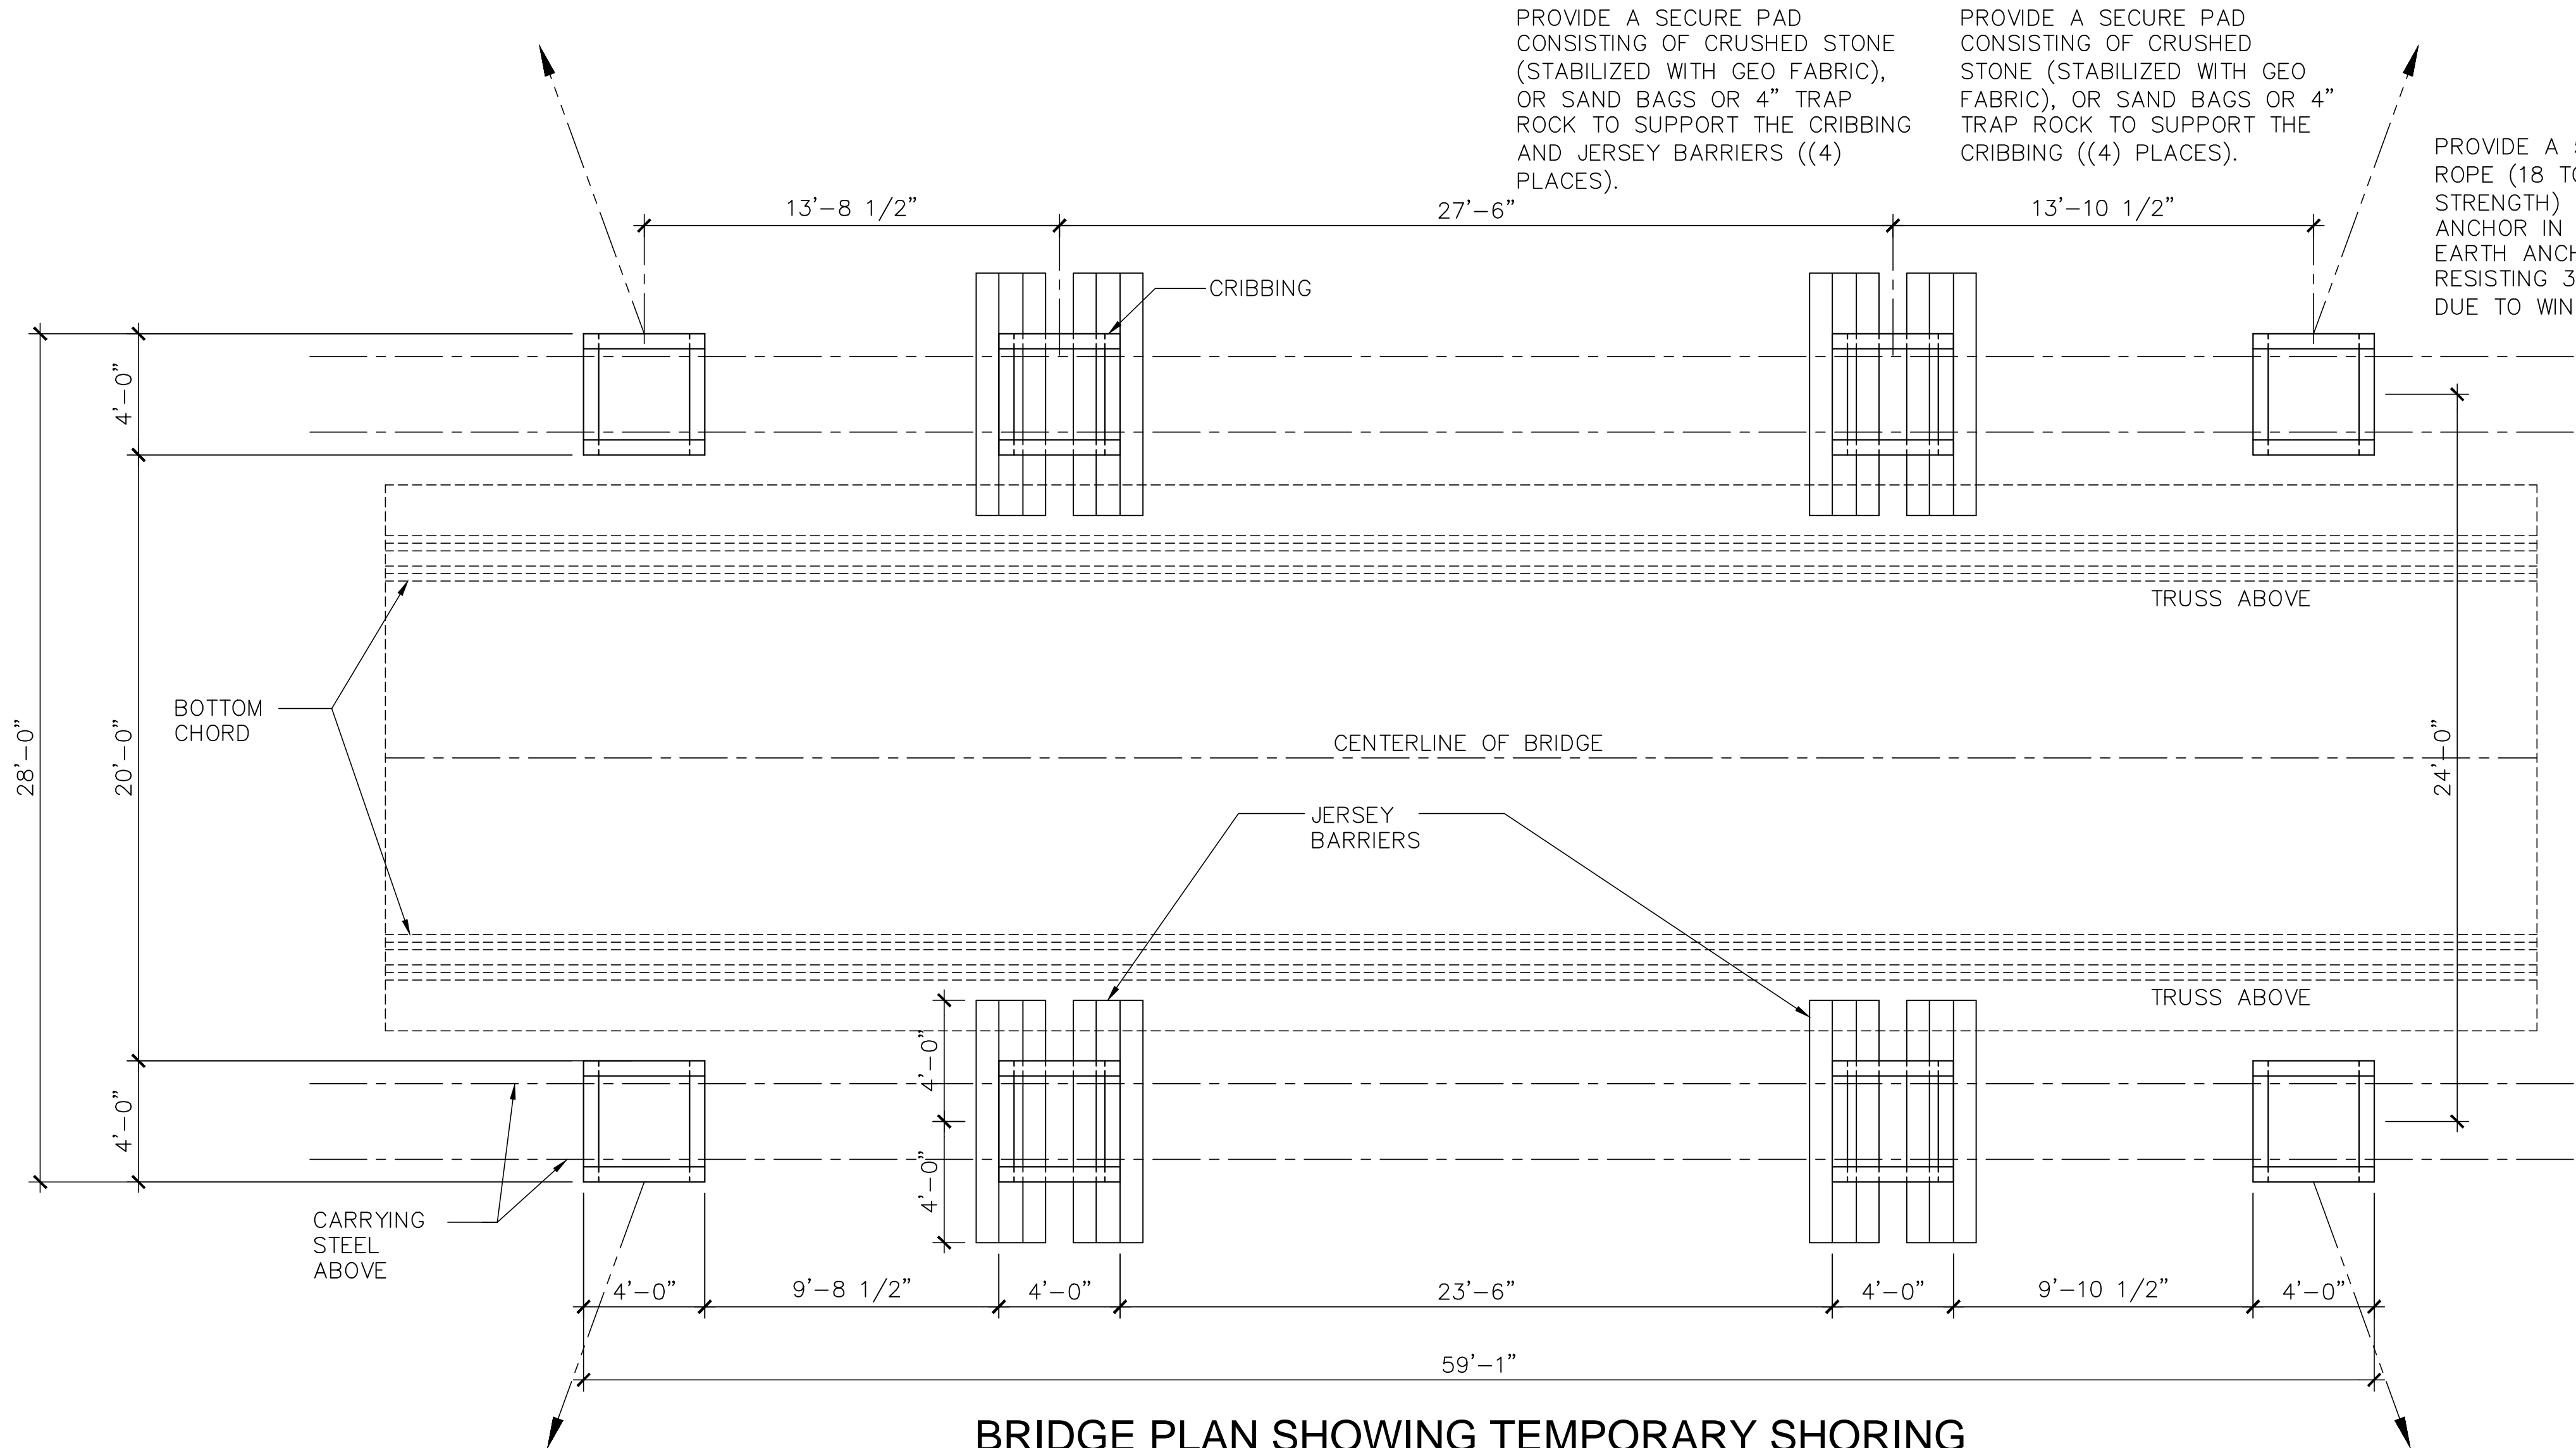 PROVIDE A SECURE PAD
CONSISTING OF CRUSHED STONE
(STABILIZED WITH GEO FABRIC),
OR SAND BAGS OR 4” TRAP
ROCK TO SUPPORT THE CRIBBING
AND JERSEY BARRIERS ((4)
PLACES).
PROVIDE A SECURE PAD
CONSISTING OF CRUSHED
STONE (STABILIZED WITH GEO
FABRIC), OR SAND BAGS OR 4”
TRAP ROCK TO SUPPORT THE
CRIBBING ((4) PLACES).
PROVIDE A
ROPE (18
STRENGTH)
ANCHOR IN
EARTH
RESISTING
DUE TO
13’–8 1/2”
27’–6”
13’–10 1/2”
CRIBBING
4’–0”
TRUSS ABOVE
BOTTOM
CHORD
28’–0”
20’–0”
CENTERLINE OF BRIDGE
24’–0”
JERSEY
BARRIERS
TRUSS ABOVE
4’–0”
4’–0”
4’–0”
CARRYING
STEEL
ABOVE
4’–0”
9’–8 1/2”
4’–0”
23’–6”
4’–0”
9’–10 1/2”
4’–0”
59’–1”
BRIDGE PLAN SHOWING TEMPORARY SHORING